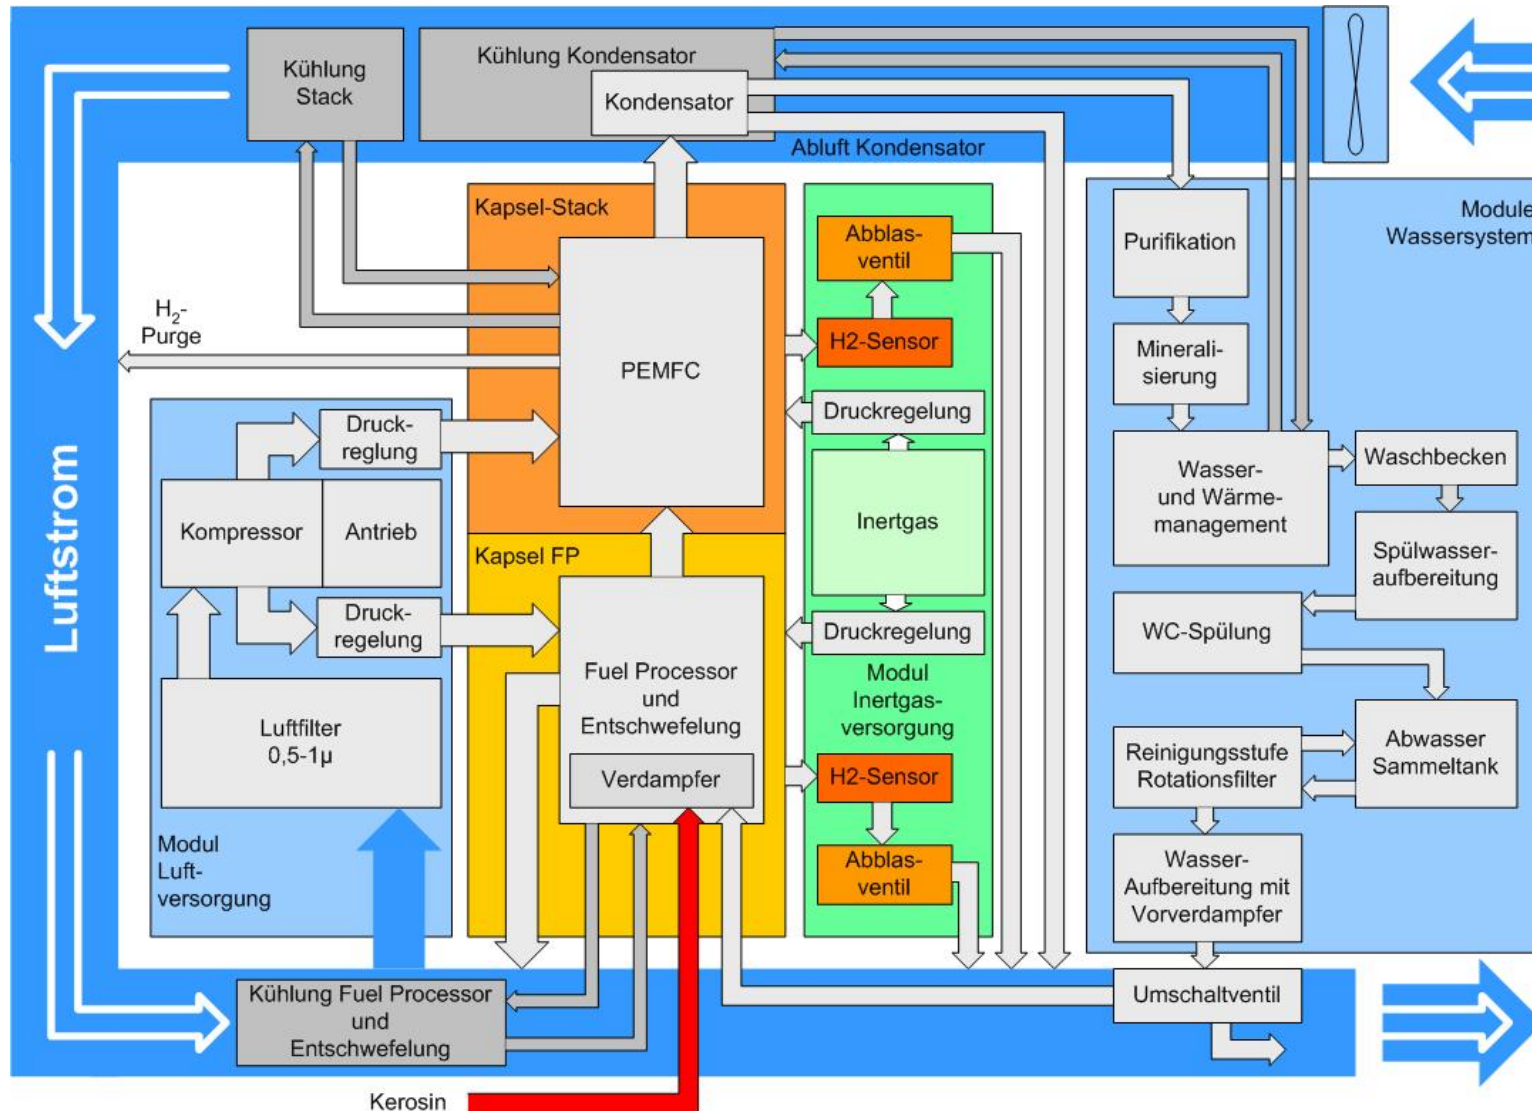 Kühlung
Stack
Kühlung Kondensator
Kondensator
Abluft Kondensator
Kapsel-Stack
Abblas-
ventil
Module
Wassersystem
Purifikation
H2-
Purge
H2-Sensor
PEMFC
Minerali-
sierung
Druck-
reglung
Druckregelung
Luftstrom
Wasser-
und Wärme-
management
Waschbecken
Kompressor
Antrieb
Inertgas
Kapsel FP
Spülwasser-
aufbereitung
Druck-
regelung
Druckregelung
WC-Spülung
Fuel Processor
und
Entschwefelung
Modul
Inertgas-
versorgung
Luftfilter
0,5-1µ
Verdampfer
H2-Sensor
Reinigungsstufe
Rotationsfilter
Abwasser
Sammeltank
Modul
Luft-
versorgung
Abblas-
ventil
Wasser-
Aufbereitung mit
Vorverdampfer
Kühlung Fuel Processor
und
Entschwefelung
Umschaltventil
Kerosin